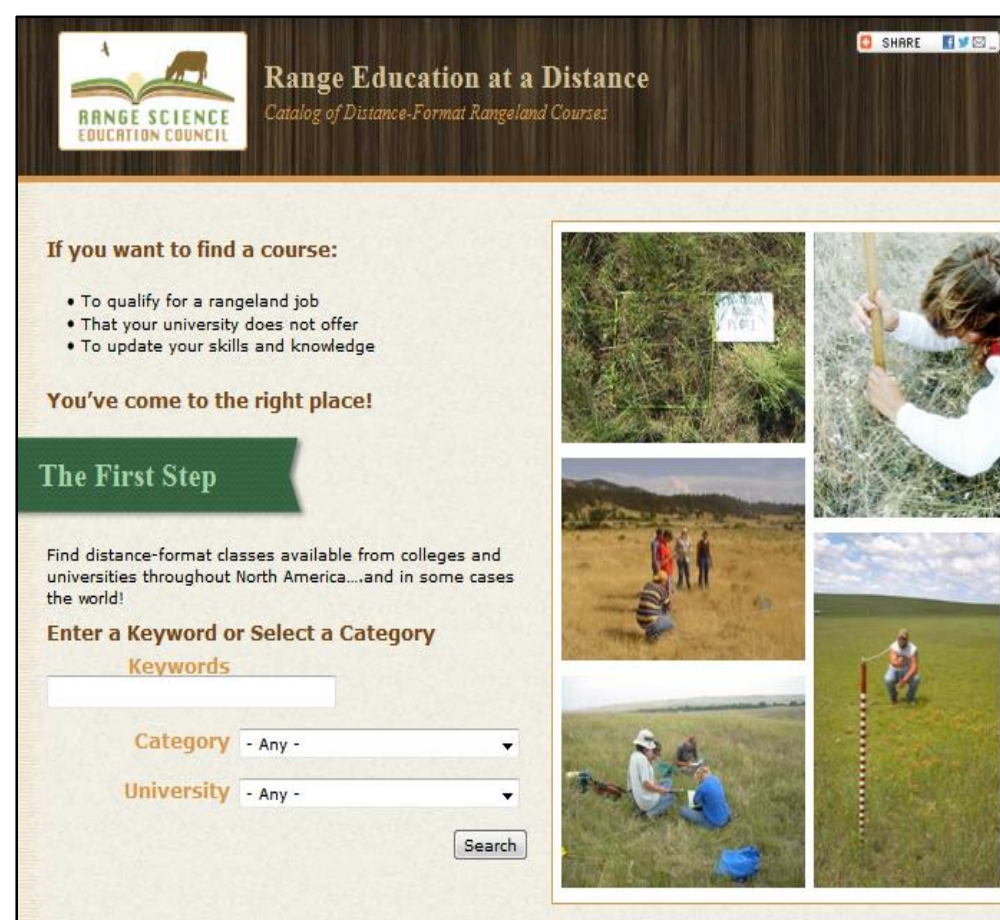 RANGE SCIENCE
EDUCATION COUNCIL
Range Education at a Distance
Catalog of Distance-Format Rangeland Courses
SHARE
If you want to find a course:
• To qualify for a rangeland job
• That your university does not offer
• To update your skills and knowledge
You've come to the right place!
The First Step
Find distance-format classes available from colleges and
universities throughout North America....and in some cases
the world!
Enter a Keyword or Select a Category
Keywords
Category - Any -
University - Any -
Search